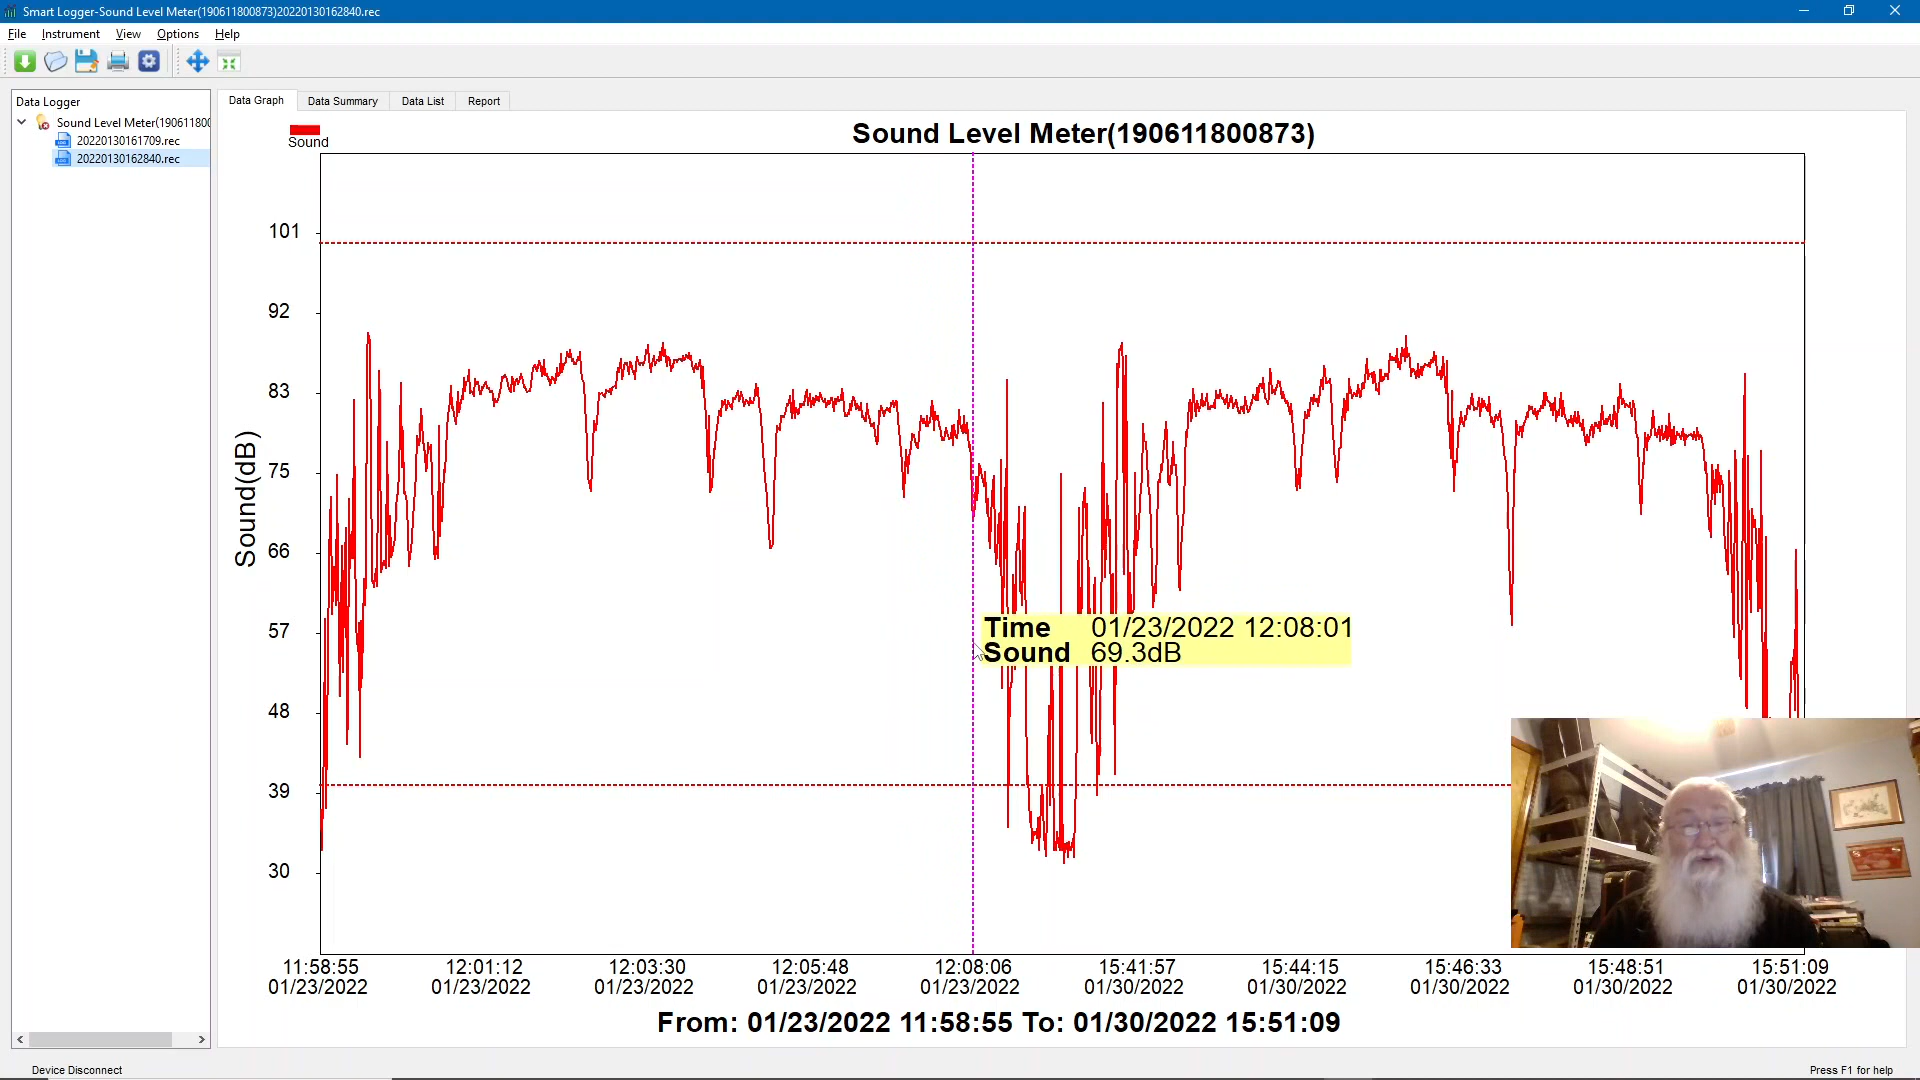 Smart Logger-Sound Level Meter(190611800873)20220130162840.rec
File Instrument View Options Help
Data Logger
Sound Level Meter(19061180
20220130161709.rec
20220130162840.rec
Data Graph Data Summary Data List Report
Sound
Sound Level Meter(190611800873)
Sound(dB)
101
92
83
75
66
57
48
39
30
Time 01/23/2022 12:08:01
Sound 69.3dB
11:58:55 12:01:12 12:03:30 12:05:48 12:08:06 15:41:57 15:44:15 15:46:33 15:48:51 15:51:09
01/23/2022 01/23/2022 01/23/2022 01/23/2022 01/23/2022 01/30/2022 01/30/2022 01/30/2022 01/30/2022 01/30/2022
From: 01/23/2022 11:58:55 To: 01/30/2022 15:51:09
Device Disconnect
Press F1 for help